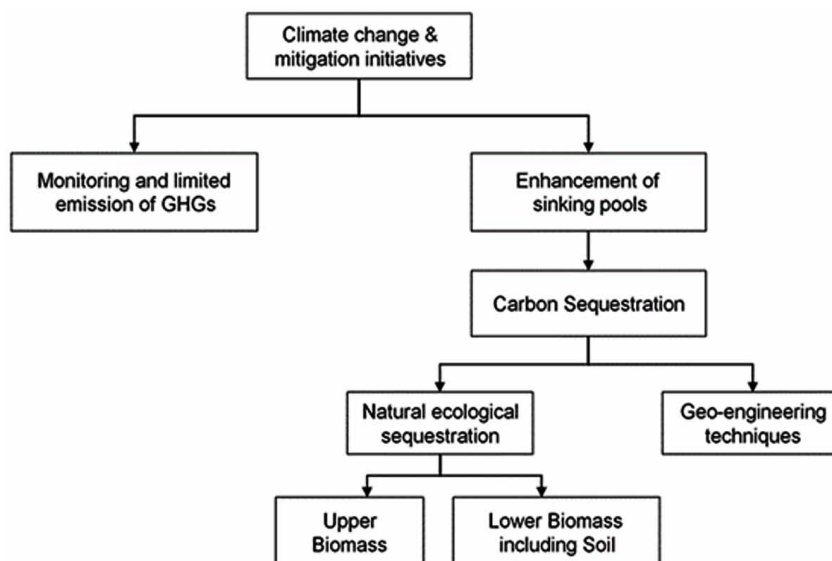 Climate change &
mitigation initiatives
Monitoring and limited
emission of GHGs
Enhancement of
sinking pools
Carbon Sequestration
Natural ecological
sequestration
Geo-engineering
techniques
Upper
Biomass
Lower Biomass
including Soil